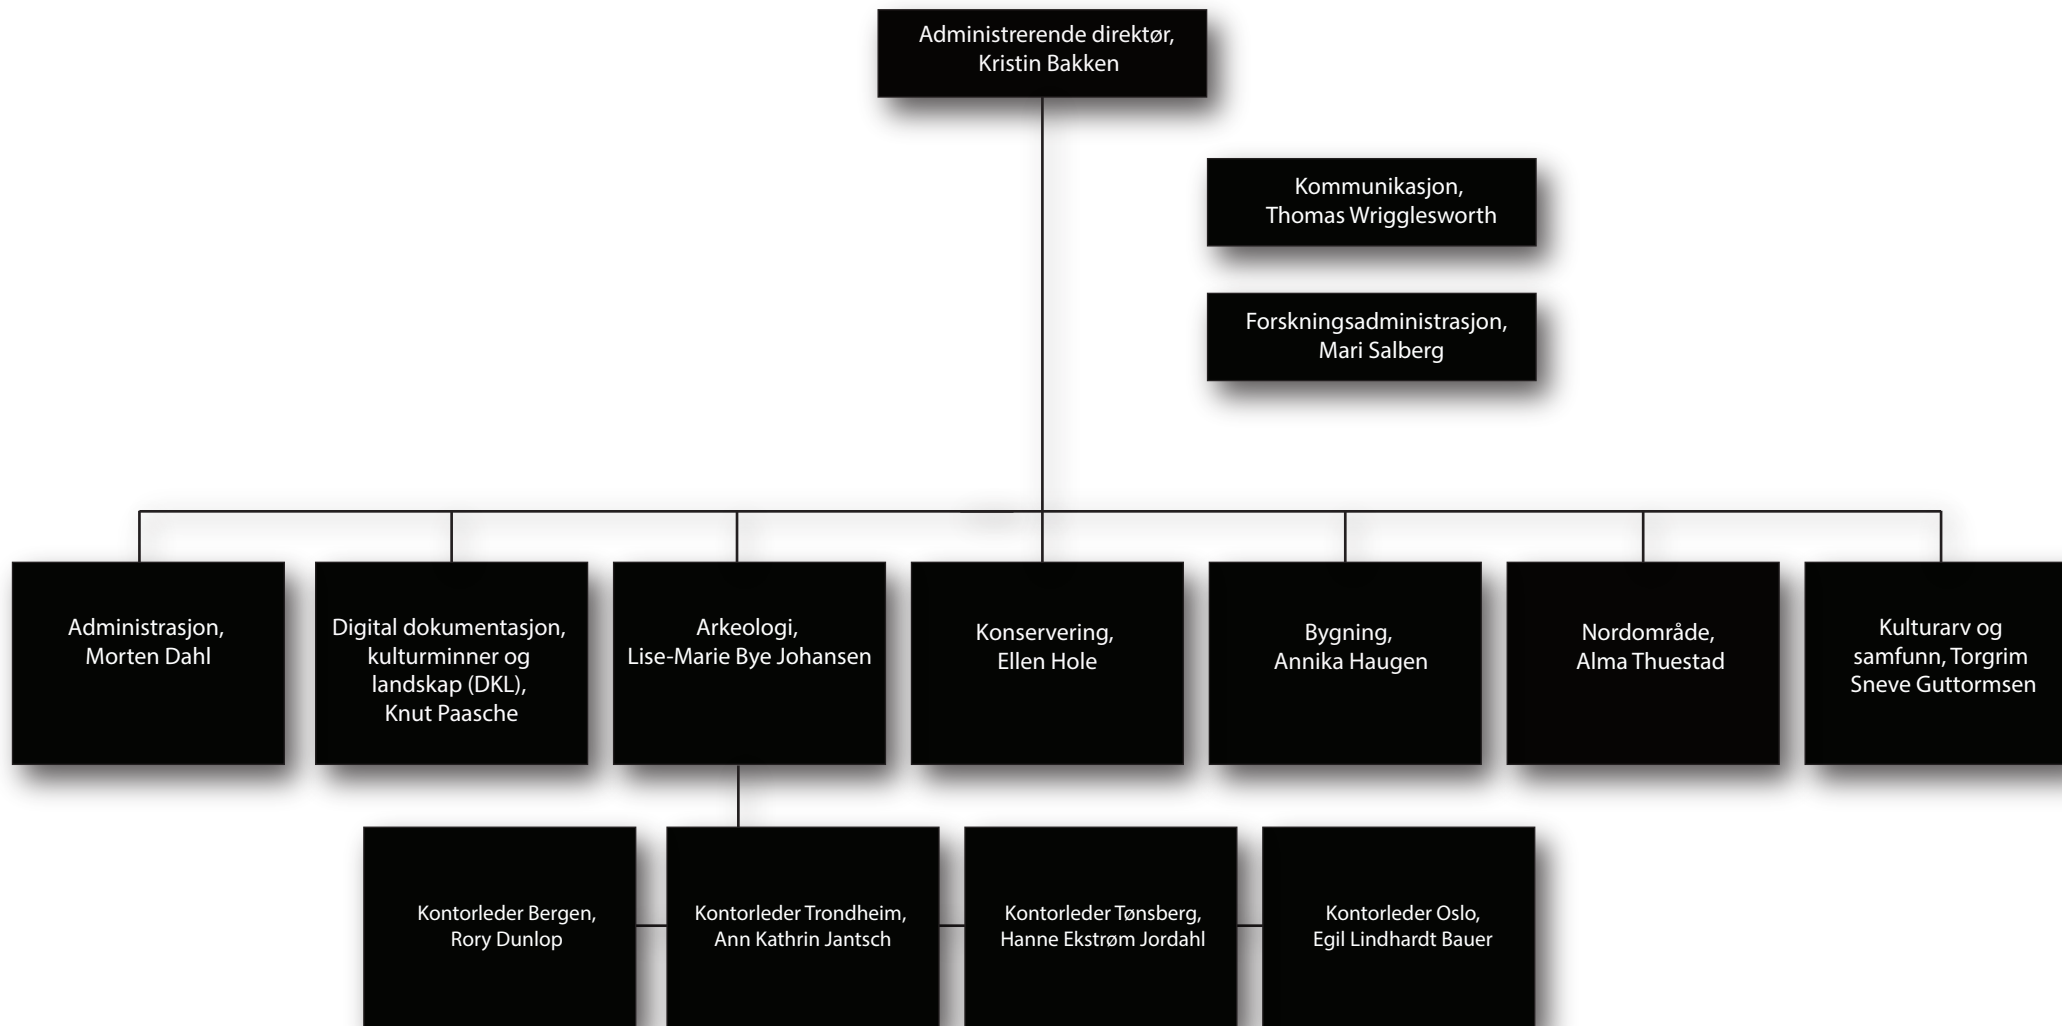 Administrerende direktør,
Kristin Bakken
Kommunikasjon,
Thomas Wrigglesworth
Forskningsadministrasjon,
Mari Salberg
Administrasjon,
Morten Dahl
Digital dokumentasjon,
kulturminner og
landskap (DKL),
Knut Paasche
Arkeologi,
Lise-Marie Bye Johansen
Konservering,
Ellen Hole
Bygning,
Annika Haugen
Nordområde,
Alma Thuestad
Kulturarv og
samfunn, Torgrim
Sneve Guttormsen
Kontorleder Bergen,
Rory Dunlop
Kontorleder Trondheim,
Ann Kathrin Jantsch
Kontorleder Tønsberg,
Hanne Ekstrøm Jordahl
Kontorleder Oslo,
Egil Lindhardt Bauer